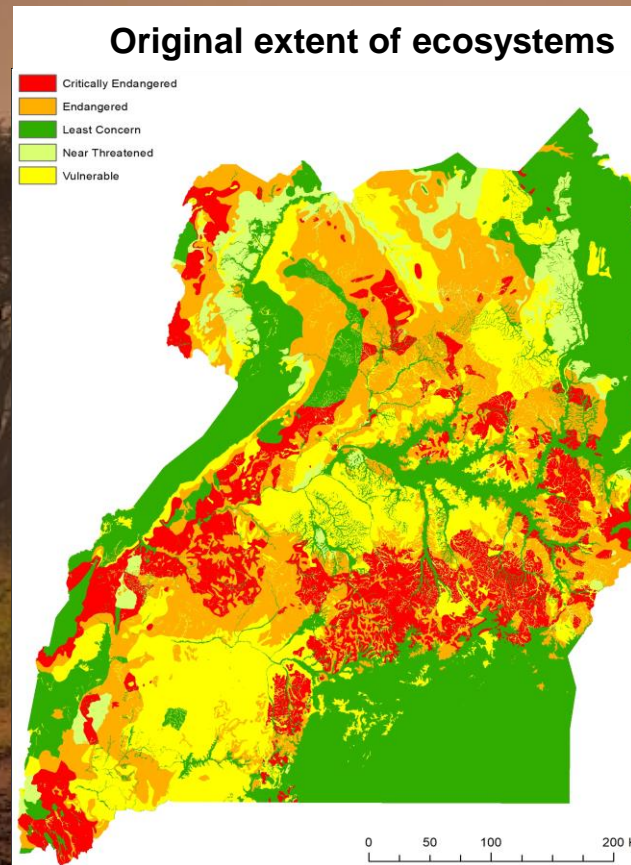 Original extent of ecosystems
Critically Endangered
Endangered
Least Concern
Near Threatened
Vulnerable
0 50 100 200